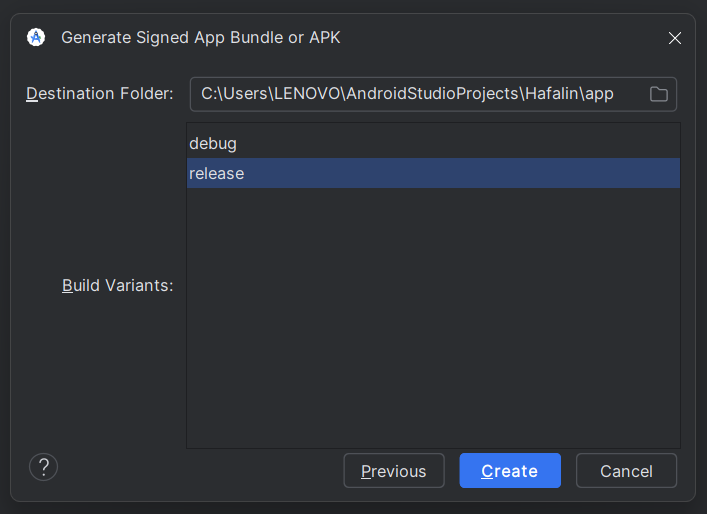 Generate Signed App Bundle or APK
Destination Folder: C:\Users\LENOVO\AndroidStudioProjects\Hafalin\app
debug
release
Build Variants:
? Previous Create Cancel